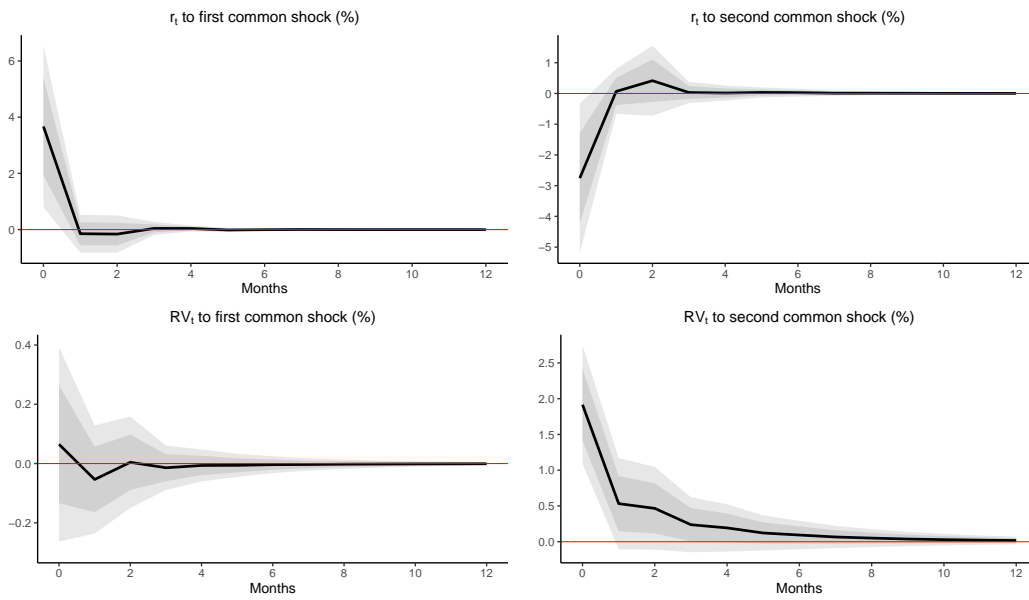 r_t to first common shock (%)
6
4
2
0
0 2 4 6 8 10 12
Months
r_t to second common shock (%)
1
0
−1
−2
−3
−4
−5
0 2 4 6 8 10 12
Months
RV_t to first common shock (%)
0.4
0.2
0.0
−0.2
0 2 4 6 8 10 12
Months
RV_t to second common shock (%)
2.5
2.0
1.5
1.0
0.5
0.0
0 2 4 6 8 10 12
Months